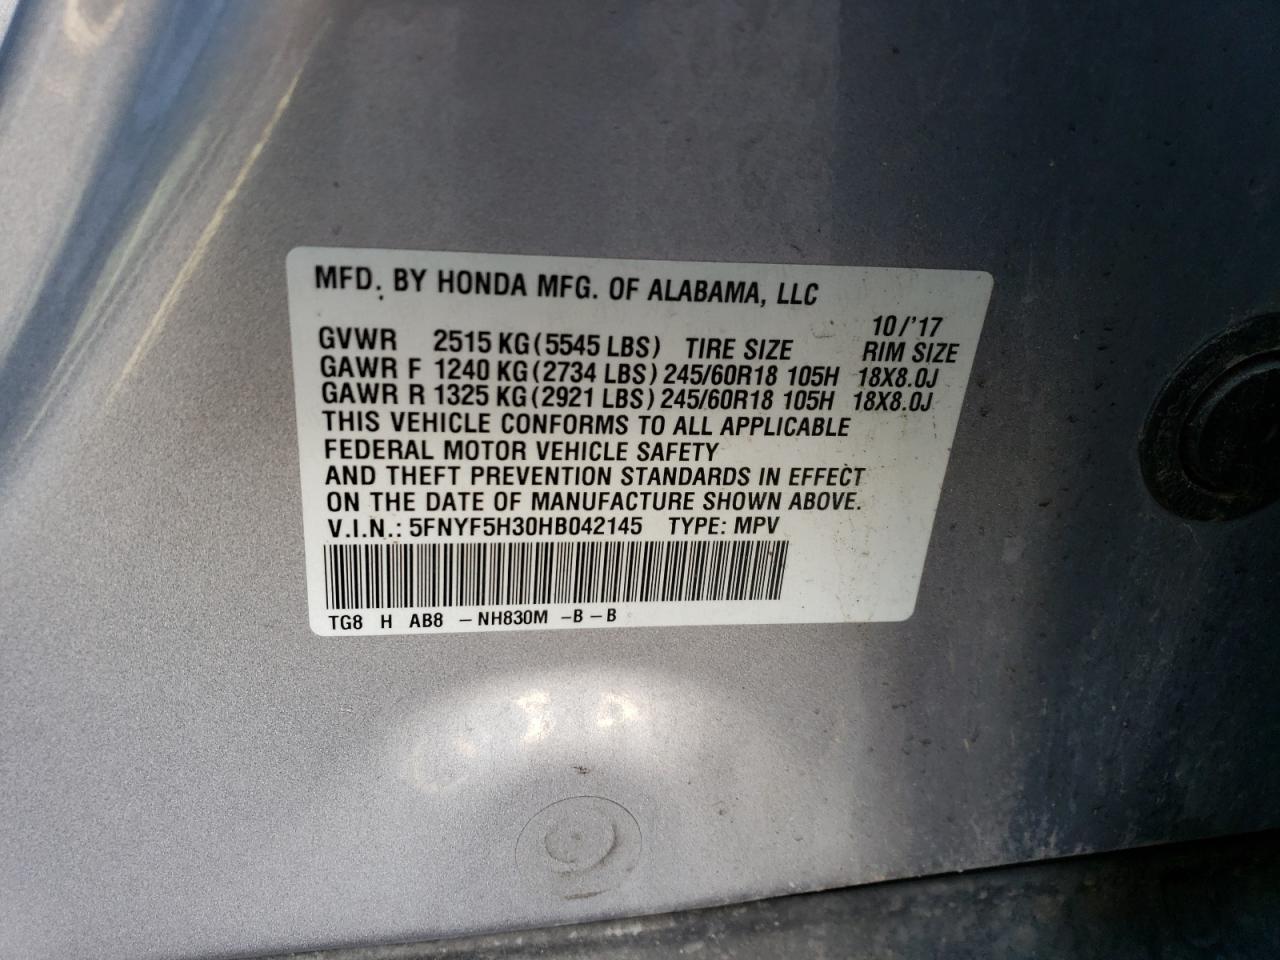 MFD. BY HONDA MFG. OF ALABAMA, LLC
10/'17
GVWR 2515 KG (5545 LBS) TIRE SIZE RIM SIZE
GAWR F 1240 KG (2734 LBS) 245/60R18 105H 18X8.0J
GAWR R 1325 KG (2921 LBS) 245/60R18 105H 18X8.0J
THIS VEHICLE CONFORMS TO ALL APPLICABLE
FEDERAL MOTOR VEHICLE SAFETY
AND THEFT PREVENTION STANDARDS IN EFFECT
ON THE DATE OF MANUFACTURE SHOWN ABOVE.
V.I.N.: 5FNYF5H30HB042145 TYPE: MPV
TG8 H AB8 – NH830M –B – B